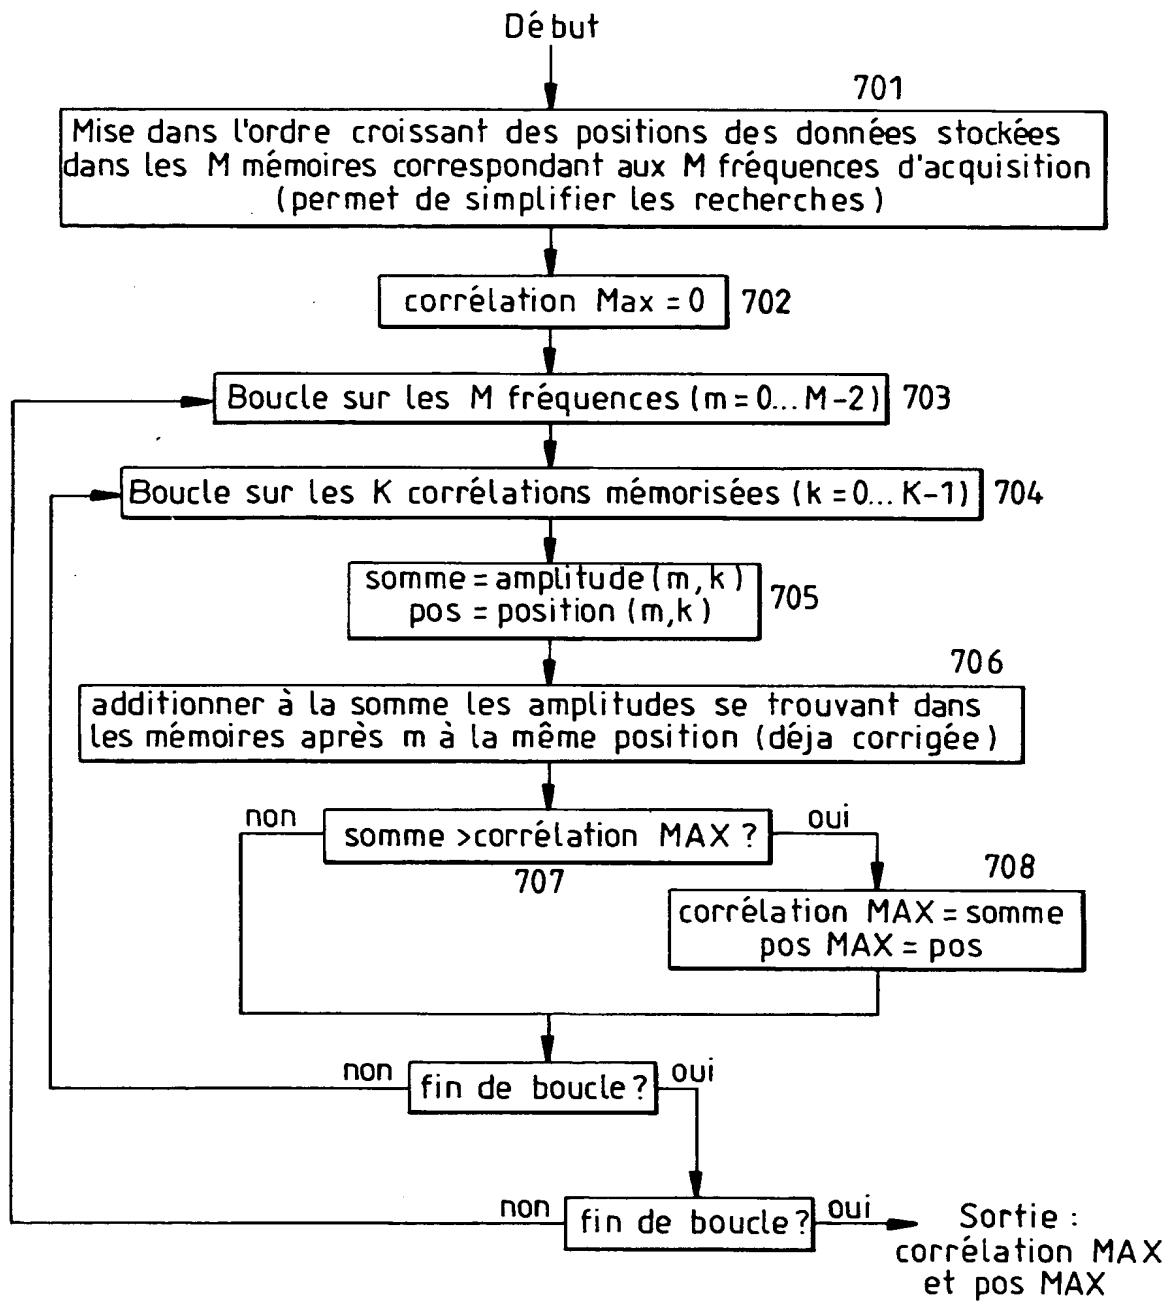 Début
701
Mise dans l'ordre croissant des positions des données stockées
dans les M mémoires correspondant aux M fréquences d'acquisition
(permet de simplifier les recherches)
corrélation Max = 0
702
Boucle sur les M fréquences (m = 0... M-2)
703
Boucle sur les K corrélations mémorisées (k = 0... K-1)
704
somme = amplitude (m, k)
pos = position (m,k)
705
706
additionner à la somme les amplitudes se trouvant dans
les mémoires après m à la même position (déja corrigée)
non
somme >corrélation MAX ?
oui
707
708
corrélation MAX = somme
pos MAX = pos
non
fin de boucle ?
oui
non
fin de boucle ?
oui
Sortie :
corrélation MAX
et pos MAX